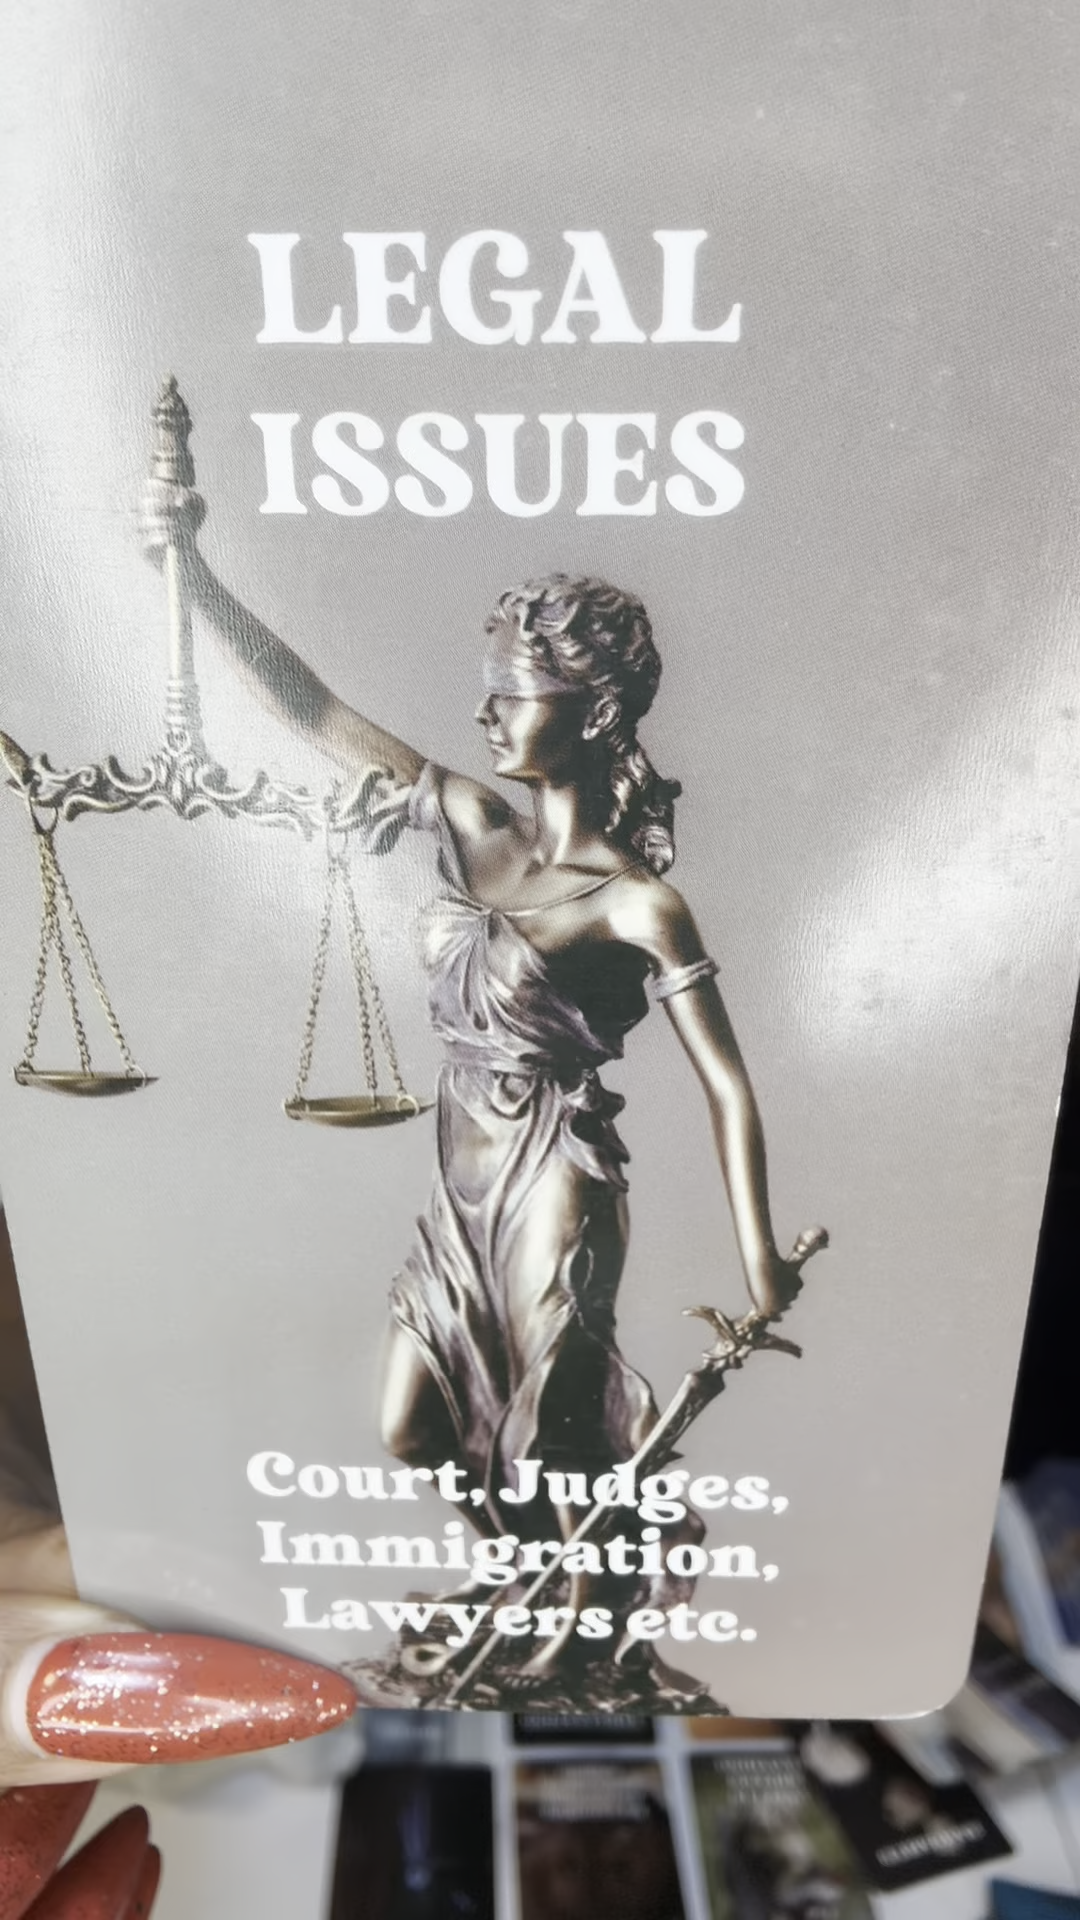 LEGAL
ISSUES
Court, Judges,
Immigration,
Lawyers etc.